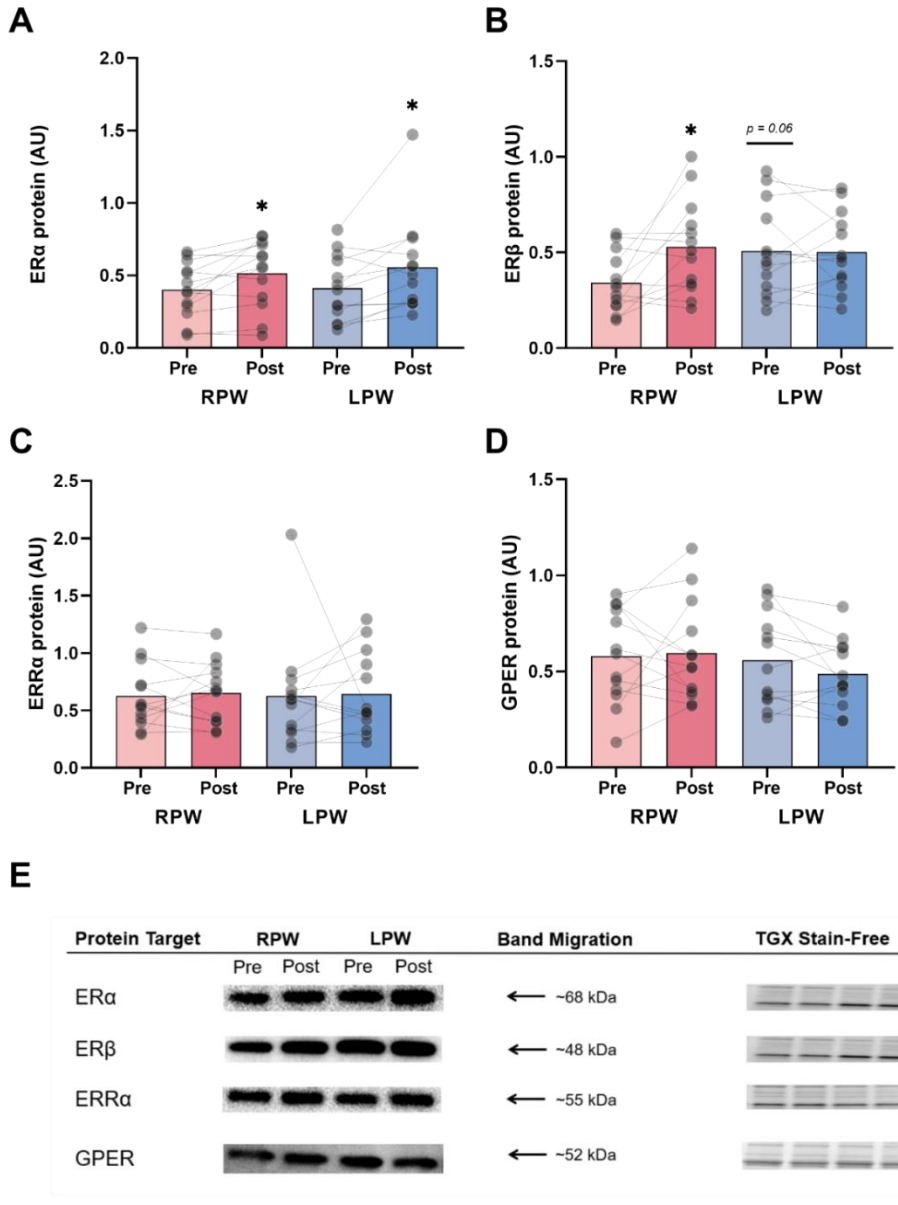 A
ERα protein (AU)
2.0
1.5
1.0
0.5
0.0
*
*
Pre Post Pre Post
RPW LPW
B
ERβ protein (AU)
1.5
1.0
0.5
0.0
*
p = 0.06
Pre Post Pre Post
RPW LPW
C
ERRα protein (AU)
2.5
2.0
1.5
1.0
0.5
0.0
Pre Post Pre Post
RPW LPW
D
GPER protein (AU)
1.5
1.0
0.5
0.0
Pre Post Pre Post
RPW LPW
E
Protein Target RPW LPW Band Migration TGX Stain-Free
Pre Post Pre Post
ERα ~68 kDa
ERβ ~48 kDa
ERRα ~55 kDa
GPER ~52 kDa